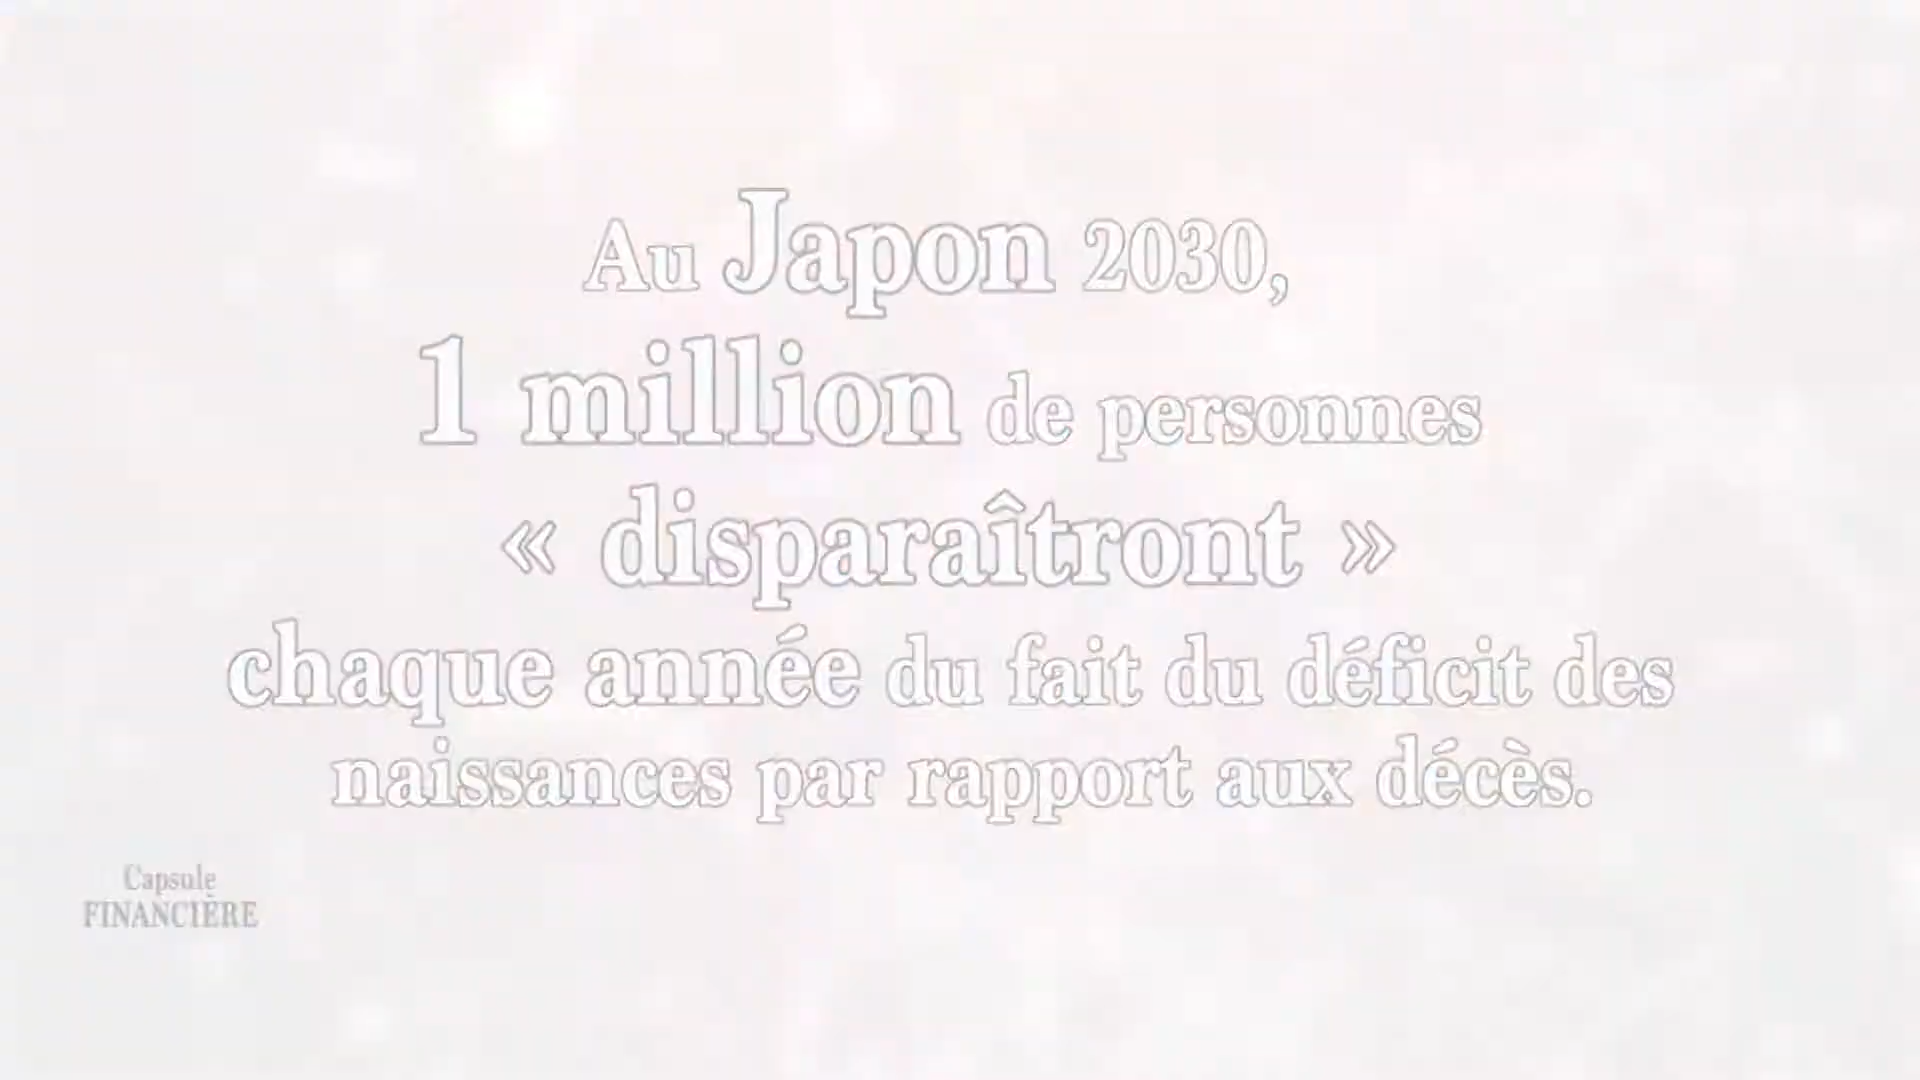 Au Japon 2030,
1 million de personnes
« disparaîtront »
chaque année du fait du déficit des
naissances par rapport aux décès.
Capsule
FINANCIÈRE